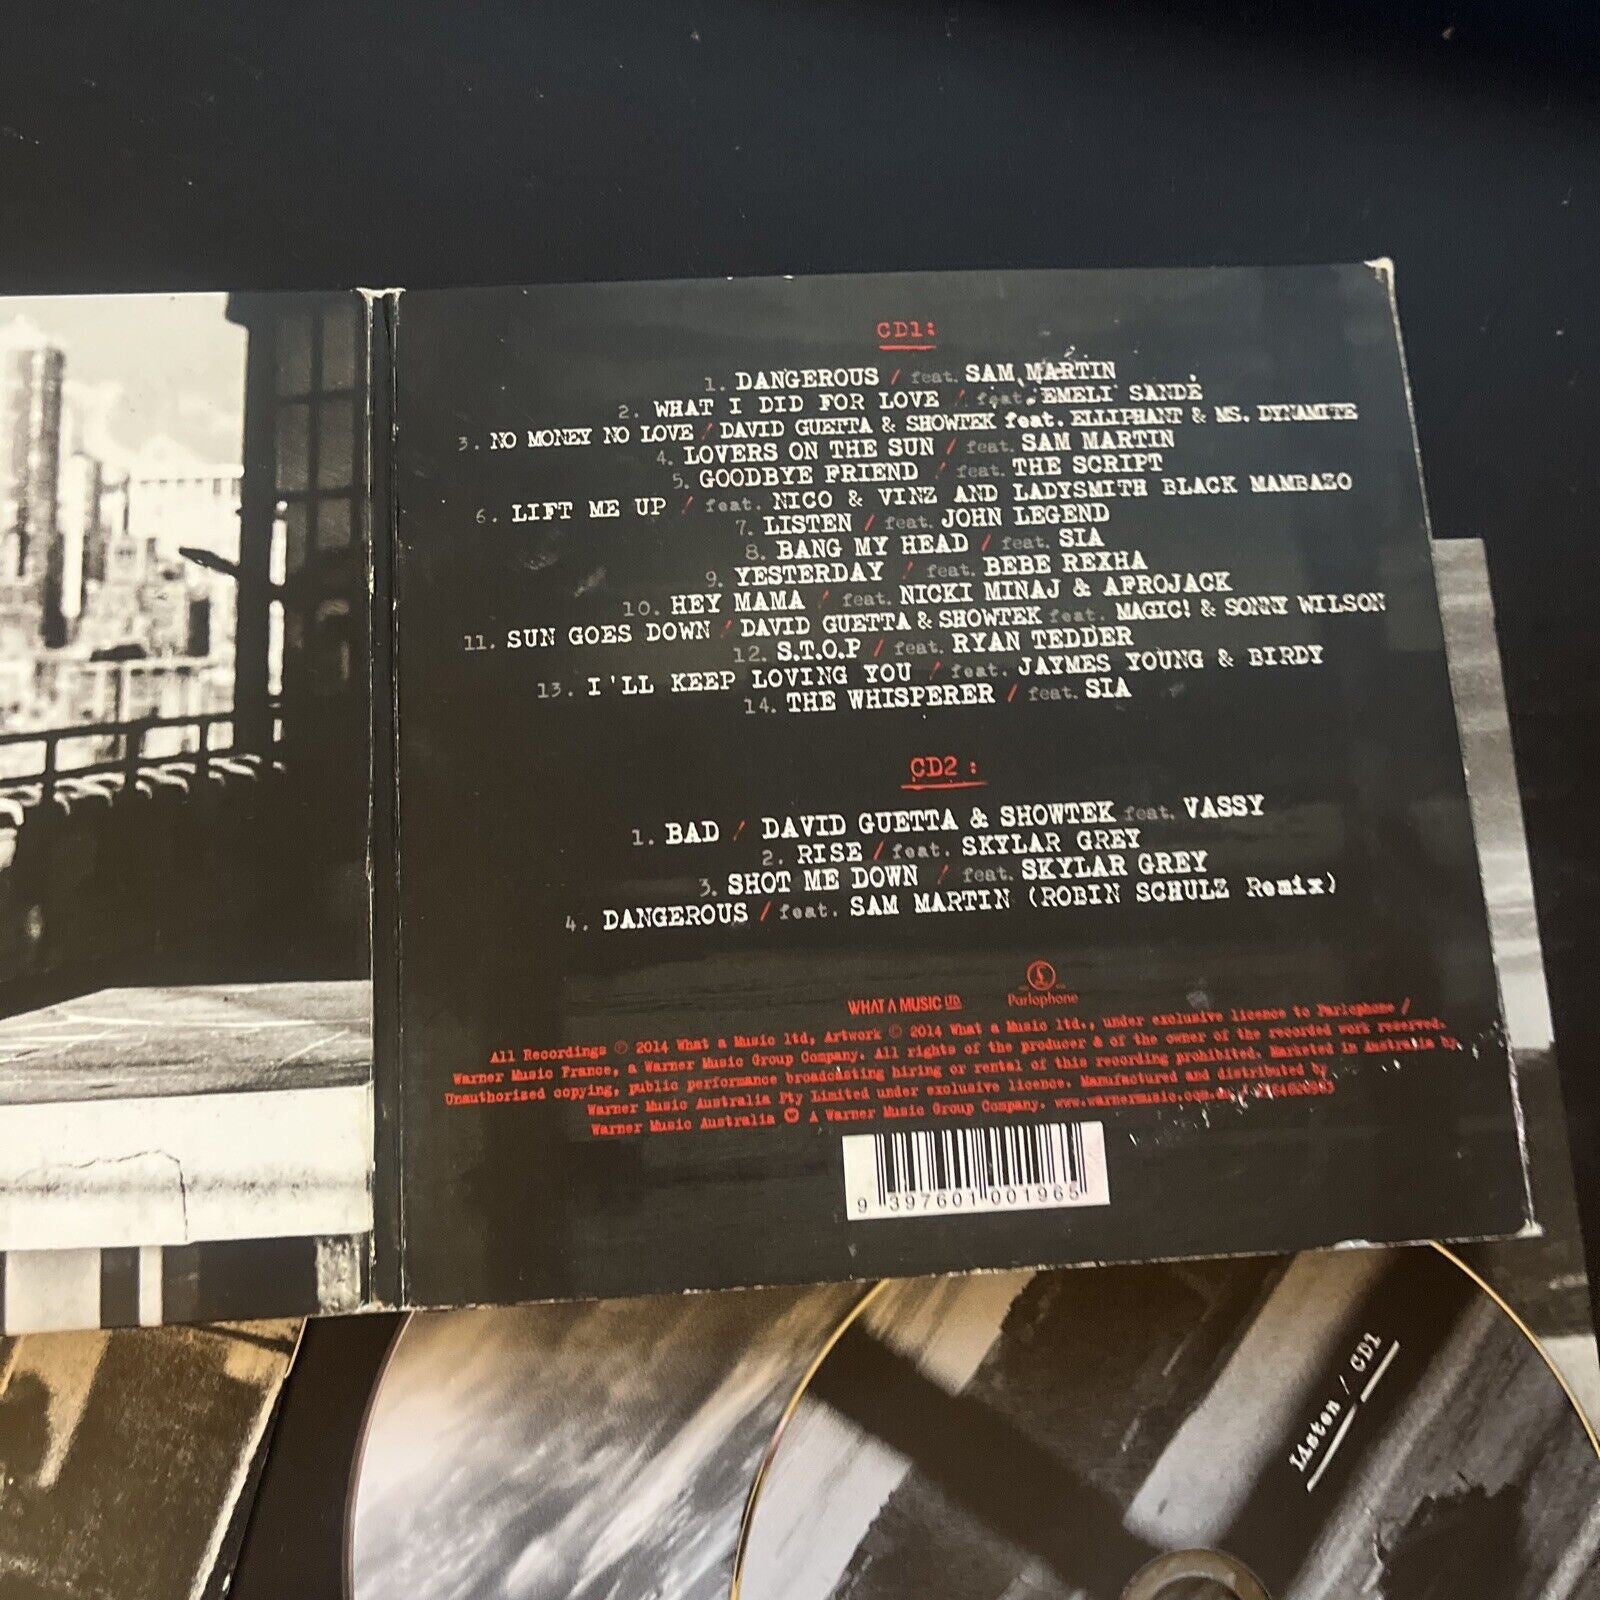 CD1:
1. DANGEROUS / feat. SAM MARTIN
2. WHAT I DID FOR LOVE / feat. EMELI SANDÉ
3. NO MONEY NO LOVE / DAVID GUETTA & SHOWTEK feat. ELLIPHANT & MS. DYNAMITE
4. LOVERS ON THE SUN / feat. SAM MARTIN
5. GOODBYE FRIEND / feat. THE SCRIPT
6. LIFT ME UP / feat. NICO & VINZ AND LADYSMITH BLACK MAMBAZO
7. LISTEN / feat. JOHN LEGEND
8. BANG MY HEAD / feat. SIA
9. YESTERDAY / feat. BEBE REXHA
10. HEY MAMA / feat. NICKI MINAJ & AFROJACK
11. SUN GOES DOWN / DAVID GUETTA & SHOWTEK feat. MAGIC! & SONNY WILSON
12. S.T.O.P / feat. RYAN TEDDER
13. I'LL KEEP LOVING YOU / feat. JAYMES YOUNG & BIRDY
14. THE WHISPERER / feat. SIA
CD2 :
1. BAD / DAVID GUETTA & SHOWTEK feat. VASSY
2. RISE / feat. SKYLAR GREY
3. SHOT ME DOWN / feat. SKYLAR GREY
4. DANGEROUS / feat. SAM MARTIN (ROBIN SCHULZ Remix)
WHAT A MUSIC LTD.
Parlophone
All Recordings ℗ 2014 What a Music ltd, Artwork © 2014 What a Music ltd., under exclusive licence to Parlophone /
Warner Music France, a Warner Music Group Company. All rights of the producer & of the owner of the recorded work reserved.
Unauthorized copying, public performance broadcasting hiring or rental of this recording prohibited. Marketed in Australia by
Warner Music Australia Pty Limited under exclusive licence. Manufactured and distributed by
Warner Music Australia A Warner Music Group Company.
9 397601 001965
Listen / CD1